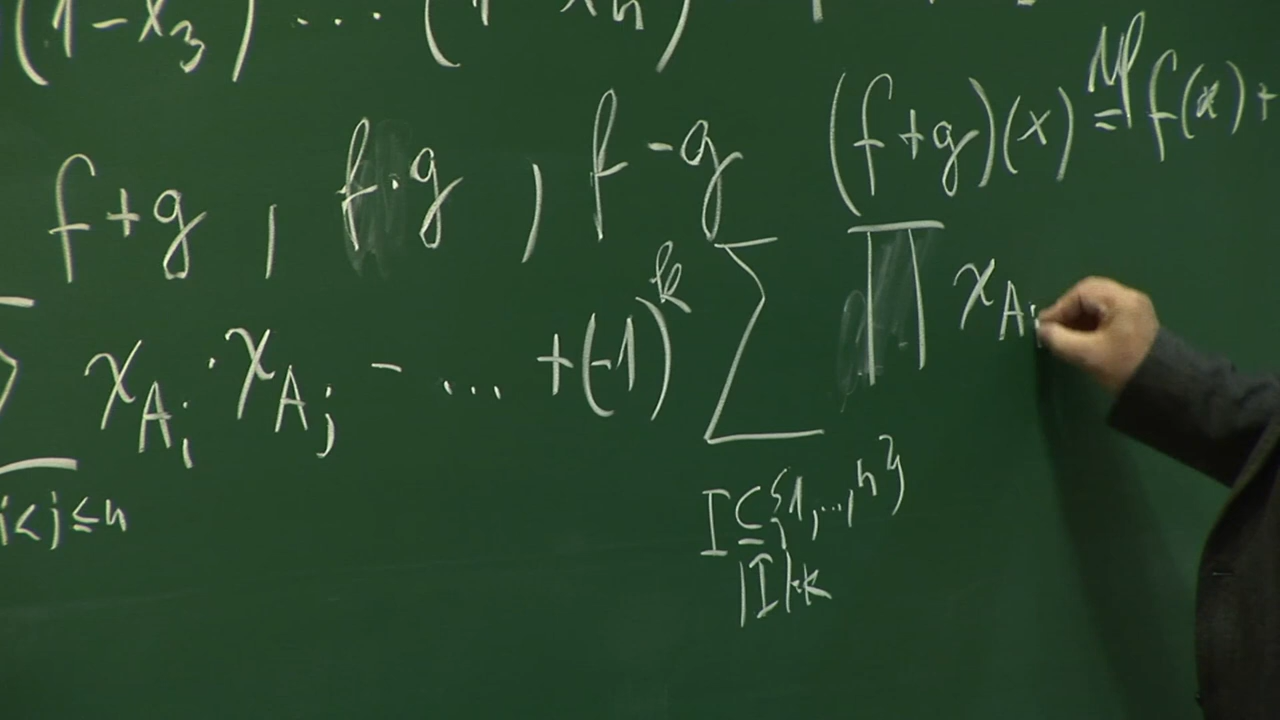 (1-x₃) ... (1-xₙ)
f+g, f·g, f-g (f+g)(x) = f(x)+
∑ χ_{A_i} · χ_{A_j} - ... +(-1)^k ∑ ∏ χ_{A_i}
i<j≤n I⊆{1,...,n}
|I|=k